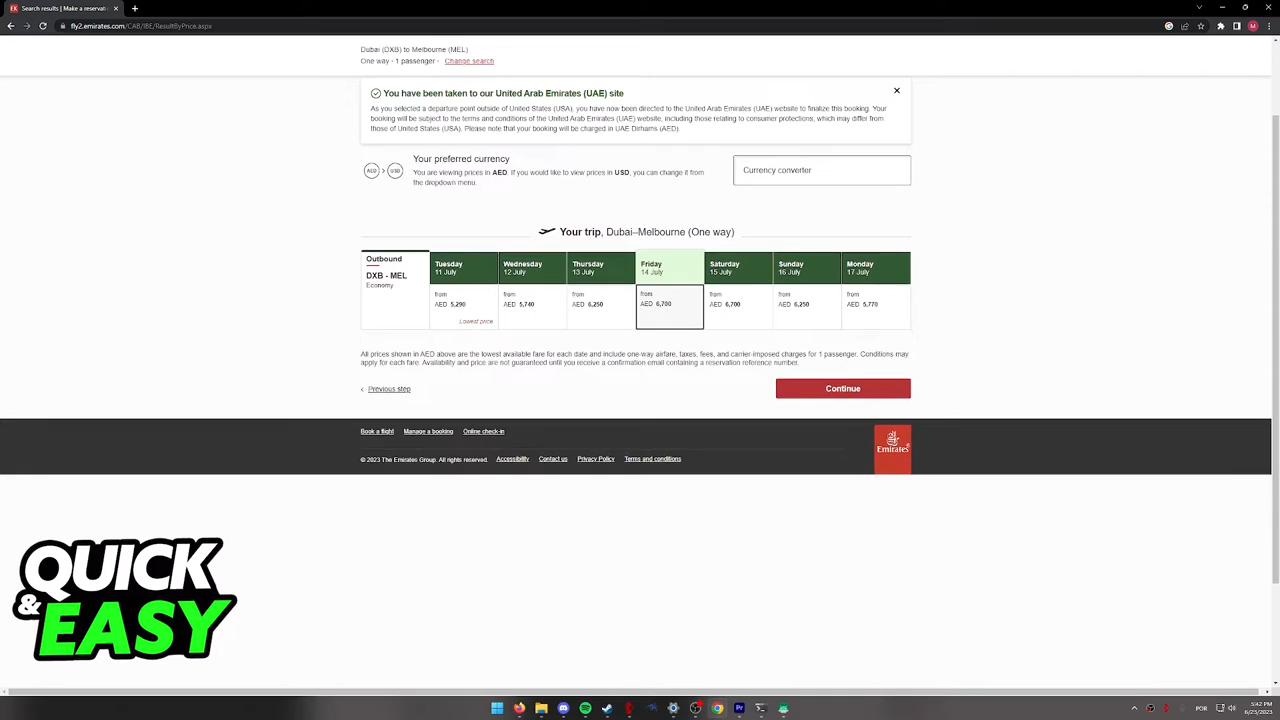 Search results | Make a reservat
fly2.emirates.com/CAB/IBE/ResultByPrice.aspx
Dubai (DXB) to Melbourne (MEL)
One way · 1 passenger · Change search
You have been taken to our United Arab Emirates (UAE) site
As you selected a departure point outside of United States (USA), you have now been directed to the United Arab Emirates (UAE) website to finalize this booking. Your
booking will be subject to the terms and conditions of the United Arab Emirates (UAE) website, including those relating to consumer protections, which may differ from
those of United States (USA). Please note that your booking will be charged in UAE Dirhams (AED).
AED > USD
Your preferred currency
You are viewing prices in AED. If you would like to view prices in USD, you can change it from
the dropdown menu.
Currency converter
Your trip, Dubai–Melbourne (One way)
Outbound
DXB - MEL
Economy
Tuesday
11 July
Wednesday
12 July
Thursday
13 July
Friday
14 July
Saturday
15 July
Sunday
16 July
Monday
17 July
from
AED 5,290
Lowest price
from
AED 5,740
from
AED 6,250
from
AED 6,700
from
AED 6,700
from
AED 6,250
from
AED 5,770
All prices shown in AED above are the lowest available fare for each date and include one-way airfare, taxes, fees, and carrier-imposed charges for 1 passenger. Conditions may
apply for each fare. Availability and price are not guaranteed until you receive a confirmation email containing a reservation reference number.
Previous step
Continue
Book a flight Manage a booking Online check-in
© 2023 The Emirates Group. All rights reserved. Accessibility Contact us Privacy Policy Terms and conditions
Emirates
QUICK
& EASY
POR
5:42 PM
6/23/2023